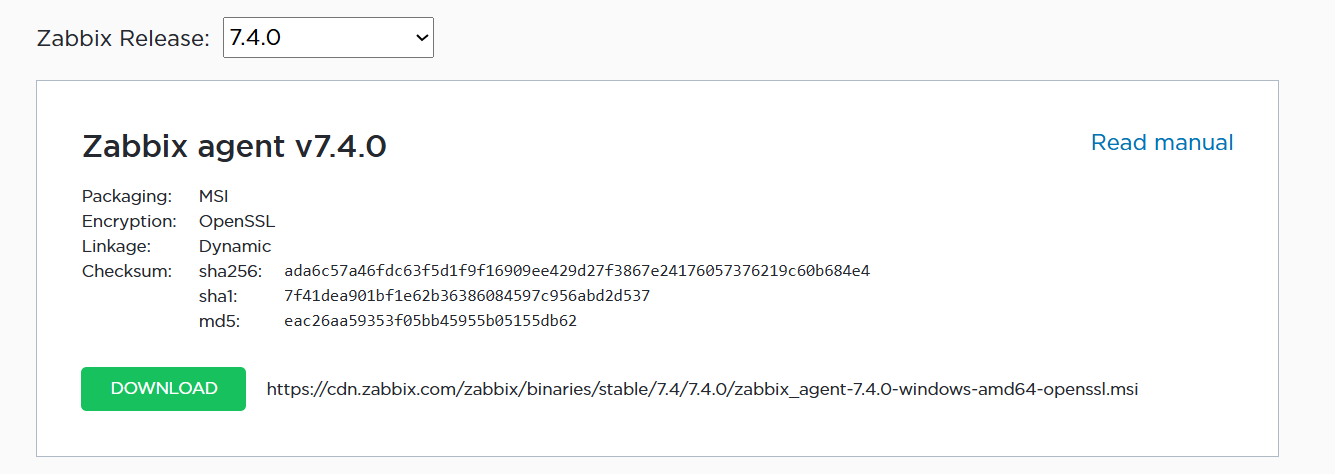 Zabbix Release: 7.4.0
Zabbix agent v7.4.0
Read manual
Packaging: MSI
Encryption: OpenSSL
Linkage: Dynamic
Checksum: sha256: ada6c57a46fdc63f5d1f9f16909ee429d27f3867e24176057376219c60b684e4
sha1: 7f41dea901bf1e62b36386084597c956abd2d537
md5: eac26aa59353f05bb45955b05155db62
DOWNLOAD https://cdn.zabbix.com/zabbix/binaries/stable/7.4/7.4.0/zabbix_agent-7.4.0-windows-amd64-openssl.msi